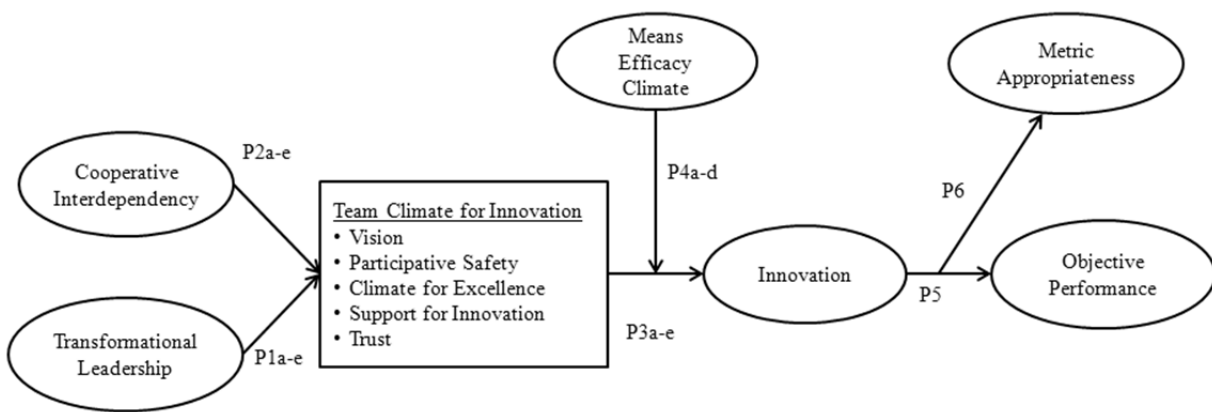 Means
Efficacy
Climate
Metric
Appropriateness
P2a-e
Cooperative
Interdependency
P4a-d
P6
Team Climate for Innovation
• Vision
• Participative Safety
• Climate for Excellence
• Support for Innovation
• Trust
Innovation
Objective
Performance
P5
P3a-e
Transformational
Leadership
P1a-e